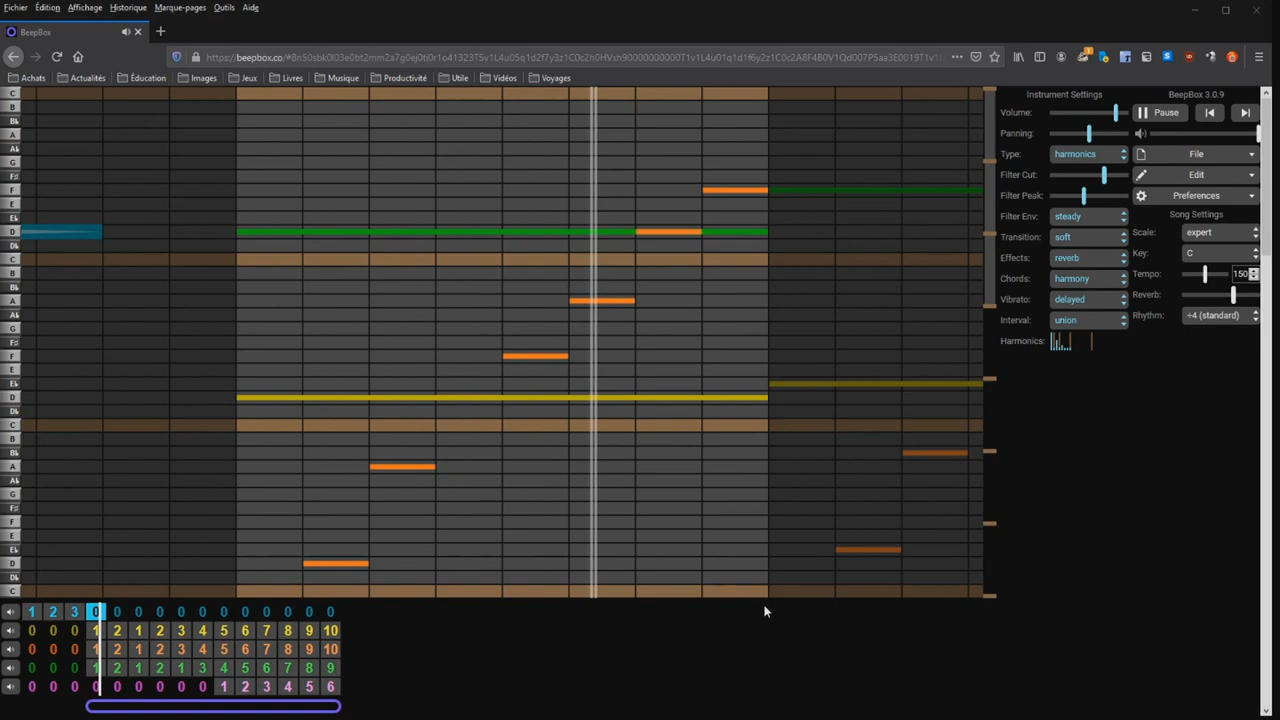 Fichier Édition Affichage Historique Marque-pages Outils Aide
BeepBox
Achats Actualités Éducation Images Jeux Livres Musique Productivité Utile Vidéos Voyages
Instrument Settings BeepBox 3.0.9
Volume: Pause
Panning:
Type: harmonics File
Filter Cut: Edit
Filter Peak: Preferences
Filter Env: steady Song Settings
Transition: soft Scale: expert
Effects: reverb Key: C
Chords: harmony Tempo: 150
Vibrato: delayed Reverb:
Interval: union Rhythm: ÷4 (standard)
Harmonics:
C
B
B♭
A
A♭
G
F♯
F
E
E♭
D
D♭
C
B
B♭
A
A♭
G
F♯
F
E
E♭
D
D♭
C
B
B♭
A
A♭
G
F♯
F
E
E♭
D
D♭
C
1 2 3 0 0 0 0 0 0 0 0 0 0 0 0
0 0 0 1 2 1 2 3 4 5 6 7 8 9 10
0 0 0 1 2 1 2 3 4 5 6 7 8 9 10
0 0 0 1 2 1 2 1 3 4 5 6 7 8 9
0 0 0 0 0 0 0 0 0 1 2 3 4 5 6